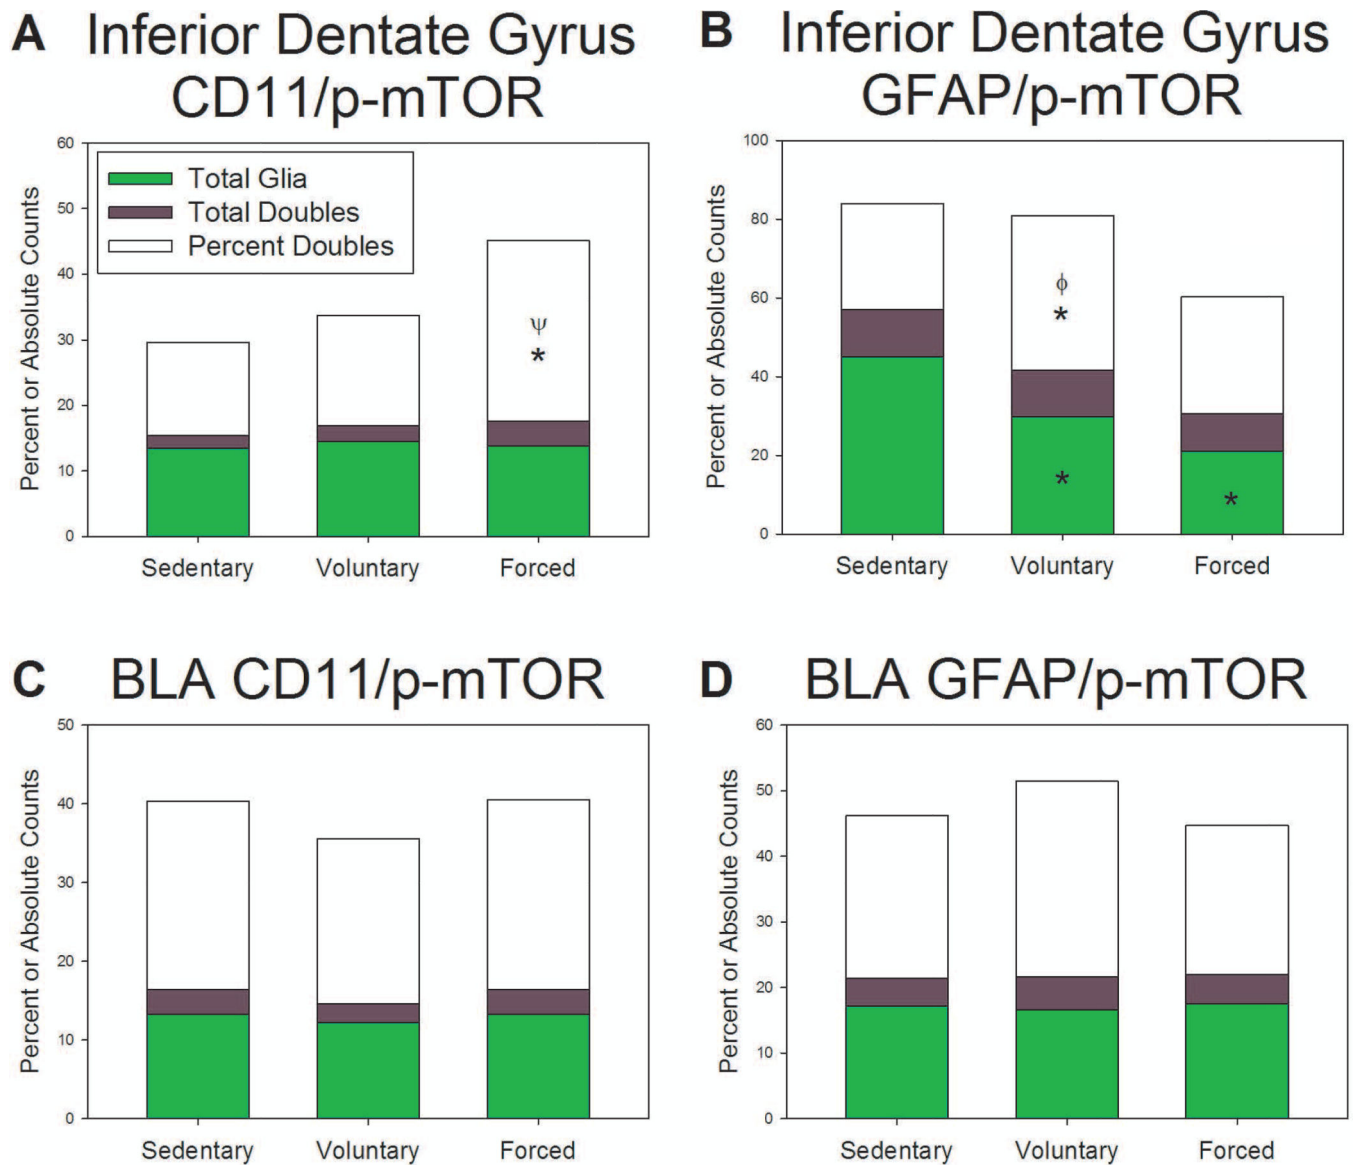 A Inferior Dentate Gyrus
CD11/p-mTOR
Percent or Absolute Counts
60
50
40
30
20
10
0
Total Glia
Total Doubles
Percent Doubles
ψ
*
Sedentary Voluntary Forced
B Inferior Dentate Gyrus
GFAP/p-mTOR
Percent or Absolute Counts
100
80
60
40
20
0
ϕ
*
*
*
Sedentary Voluntary Forced
C BLA CD11/p-mTOR
Percent or Absolute Counts
50
40
30
20
10
0
Sedentary Voluntary Forced
D BLA GFAP/p-mTOR
Percent or Absolute Counts
60
50
40
30
20
10
0
Sedentary Voluntary Forced